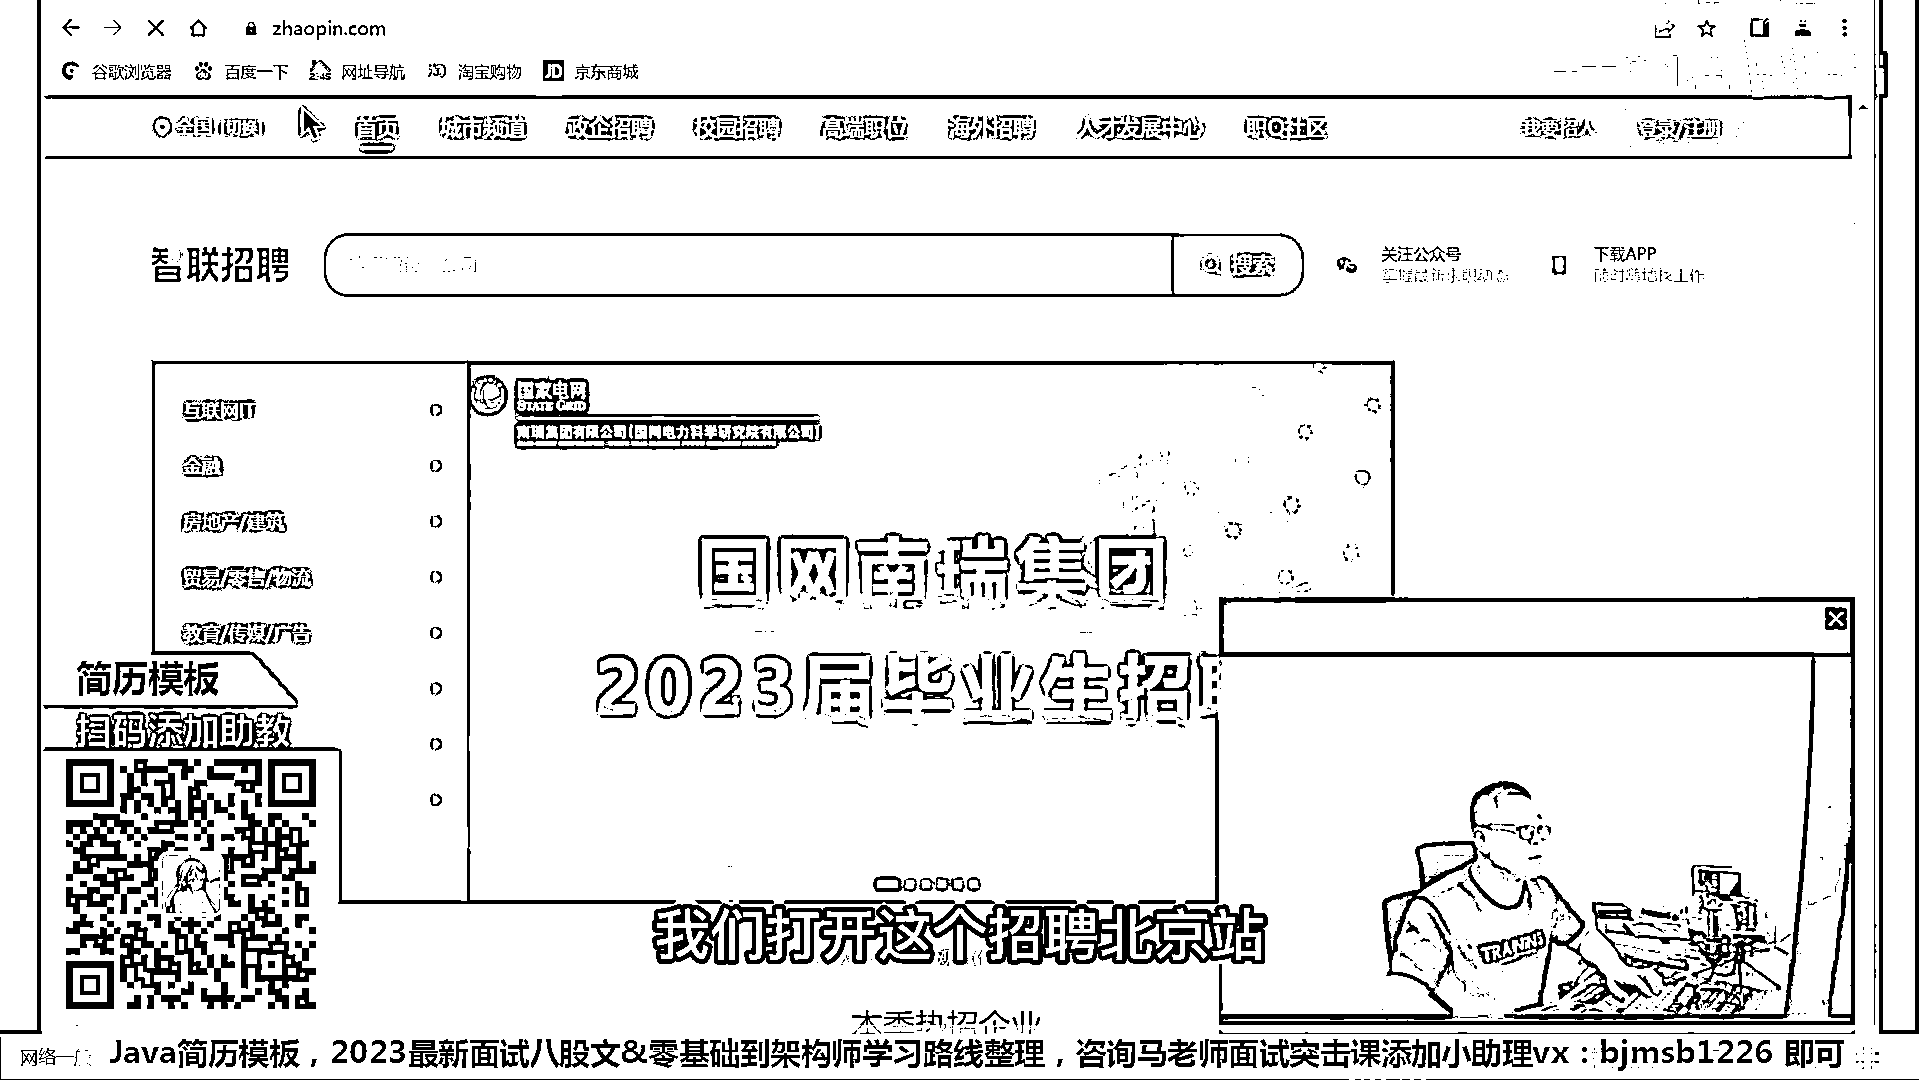 zhaopin.com
谷歌浏览器 百度一下 网址导航 淘宝购物 JD 京东商城
全国 [切换] 首页 城市频道 政企招聘 校园招聘 高端职位 海外招聘 人才发展中心 职Q社区 我要招人 登录/注册
智联招聘 搜索 关注公众号 下载APP
随时随地找工作
国家电网
STATE GRID
南瑞集团有限公司(国网电力科学研究院有限公司)
互联网IT
金融
房地产/建筑
贸易/零售/物流
教育/传媒/广告
国网南瑞集团
2023届毕业生招聘
简历模板
扫码添加助教
TRAINING
我们打开这个招聘北京站
本季热招企业
Java简历模板，2023最新面试八股文&零基础到架构师学习路线整理，咨询马老师面试突击课添加小助理vx：bjmsb1226 即可